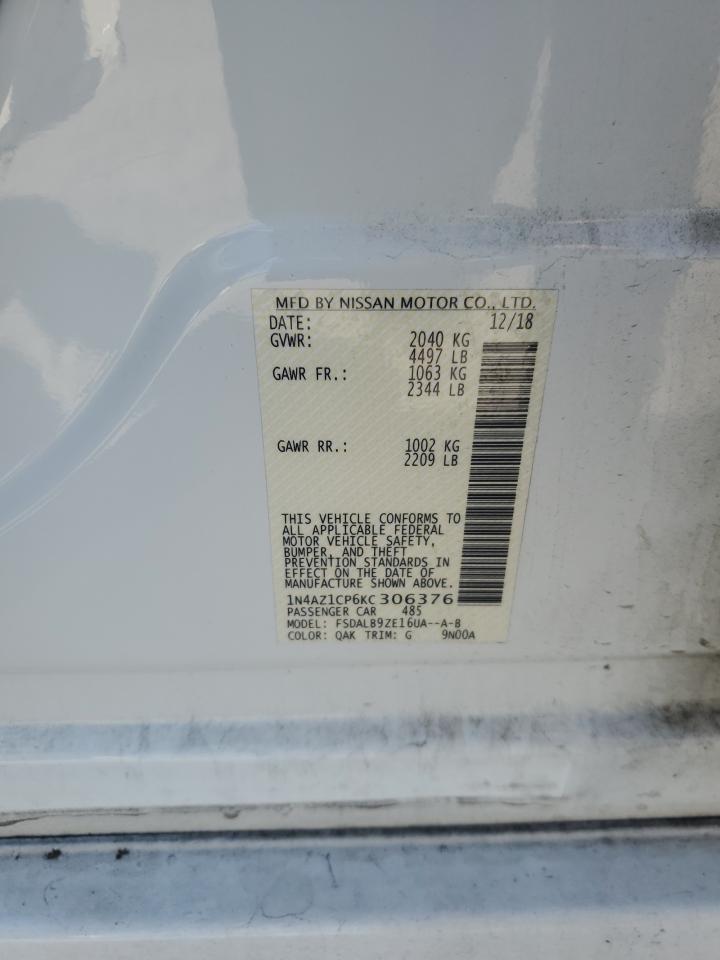 MFD BY NISSAN MOTOR CO., LTD.
DATE: 12/18
GVWR: 2040 KG
4497 LB
GAWR FR.: 1063 KG
2344 LB
GAWR RR.: 1002 KG
2209 LB
THIS VEHICLE CONFORMS TO
ALL APPLICABLE FEDERAL
MOTOR VEHICLE SAFETY,
BUMPER, AND THEFT
PREVENTION STANDARDS IN
EFFECT ON THE DATE OF
MANUFACTURE SHOWN ABOVE.
1N4AZ1CP6KC306376
PASSENGER CAR 485
MODEL: FSDALB9ZE16UA--A-B
COLOR: QAK TRIM: G 9N00A